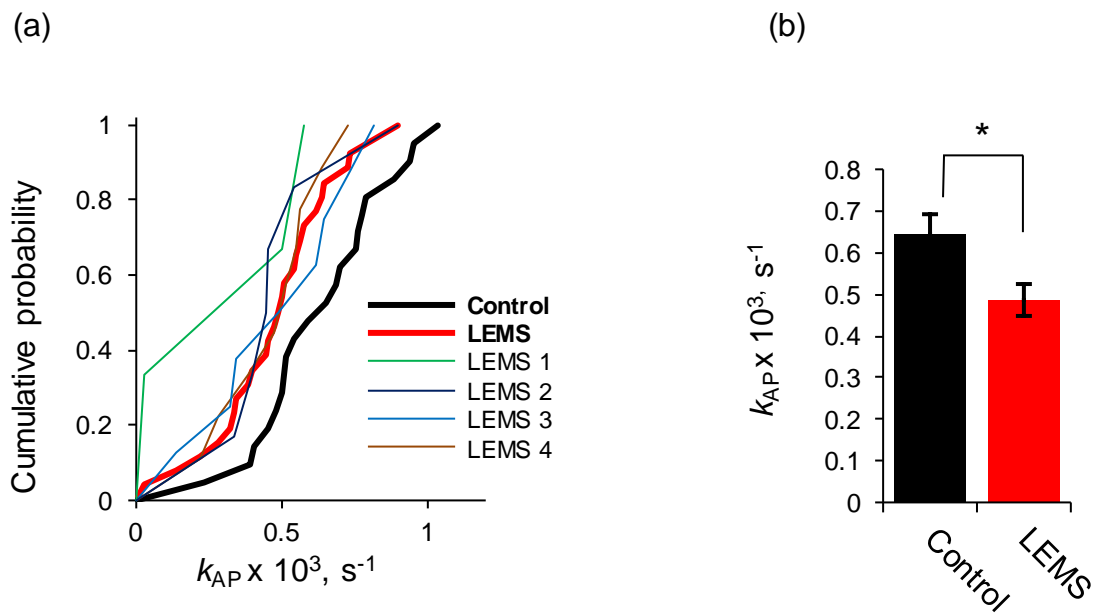 (a)
Cumulative probability
1
0.8
0.6
0.4
0.2
0
0
0.5
1
k_AP x 10³, s⁻¹
Control
LEMS
LEMS 1
LEMS 2
LEMS 3
LEMS 4
(b)
*
k_AP x 10³, s⁻¹
0.8
0.7
0.6
0.5
0.4
0.3
0.2
0.1
0
Control
LEMS